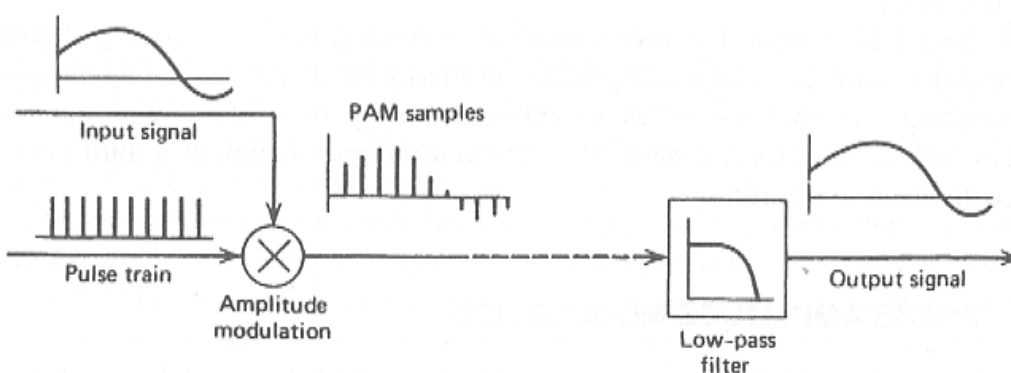 Input signal
PAM samples
Pulse train
Amplitude
modulation
Output signal
Low-pass
filter